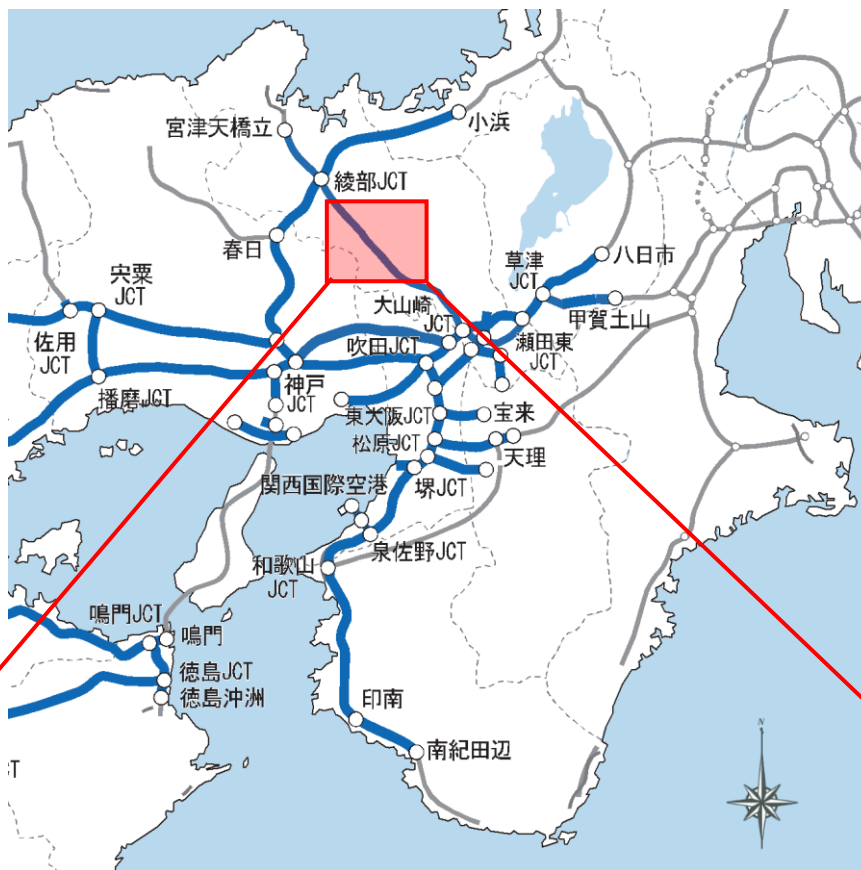 宮津天橋立
小浜
綾部JCT
春日
草津
JCT
八日市
宍粟
JCT
大山崎
JCT
甲賀土山
佐用
JCT
吹田JCT
瀬田東
JCT
播磨JCT
神戸
JCT
東大阪JCT
宝来
松原JCT
天理
関西国際空港
堺JCT
泉佐野JCT
和歌山
JCT
鳴門JCT
鳴門
徳島JCT
徳島沖洲
印南
南紀田辺
CT
N